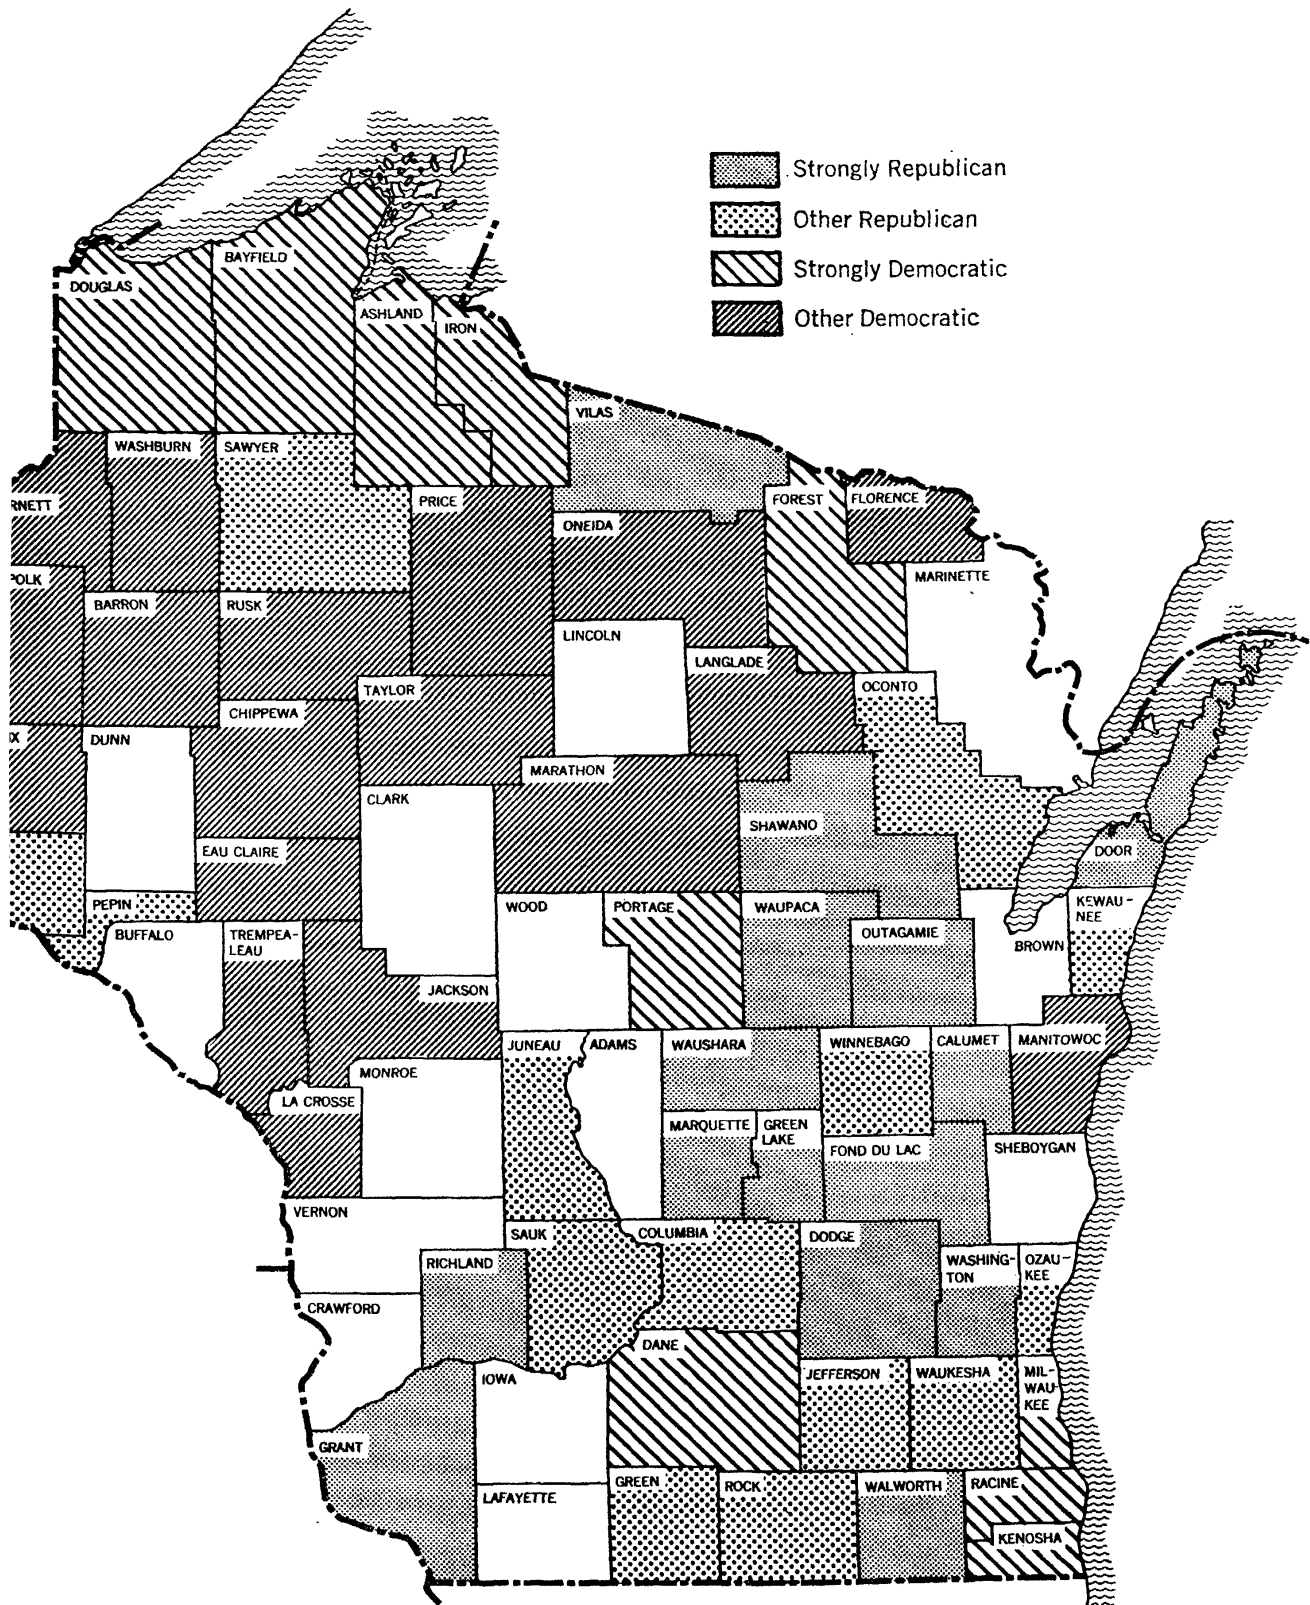 Strongly Republican
Other Republican
Strongly Democratic
Other Democratic
DOUGLAS
BAYFIELD
ASHLAND
IRON
VILAS
WASHBURN
SAWYER
RNETT
PRICE
FOREST
FLORENCE
ONEIDA
POLK
MARINETTE
BARRON
RUSK
LINCOLN
LANGLADE
TAYLOR
OCONTO
CHIPPEWA
IX
DUNN
MARATHON
CLARK
SHAWANO
EAU CLAIRE
DOOR
PEPIN
WOOD
PORTAGE
WAUPACA
KEWAU-
NEE
BUFFALO
TREMPEA-
LEAU
OUTAGAMIE
BROWN
JACKSON
JUNEAU
ADAMS
WAUSHARA
WINNEBAGO
CALUMET
MANITOWOC
MONROE
LA CROSSE
MARQUETTE
GREEN
LAKE
FOND DU LAC
SHEBOYGAN
VERNON
SAUK
COLUMBIA
DODGE
RICHLAND
WASHING-
TON
OZAU-
KEE
CRAWFORD
DANE
IOWA
JEFFERSON
WAUKESHA
MIL-
WAU-
KEE
GRANT
LAFAYETTE
GREEN
ROCK
WALWORTH
RACINE
KENOSHA